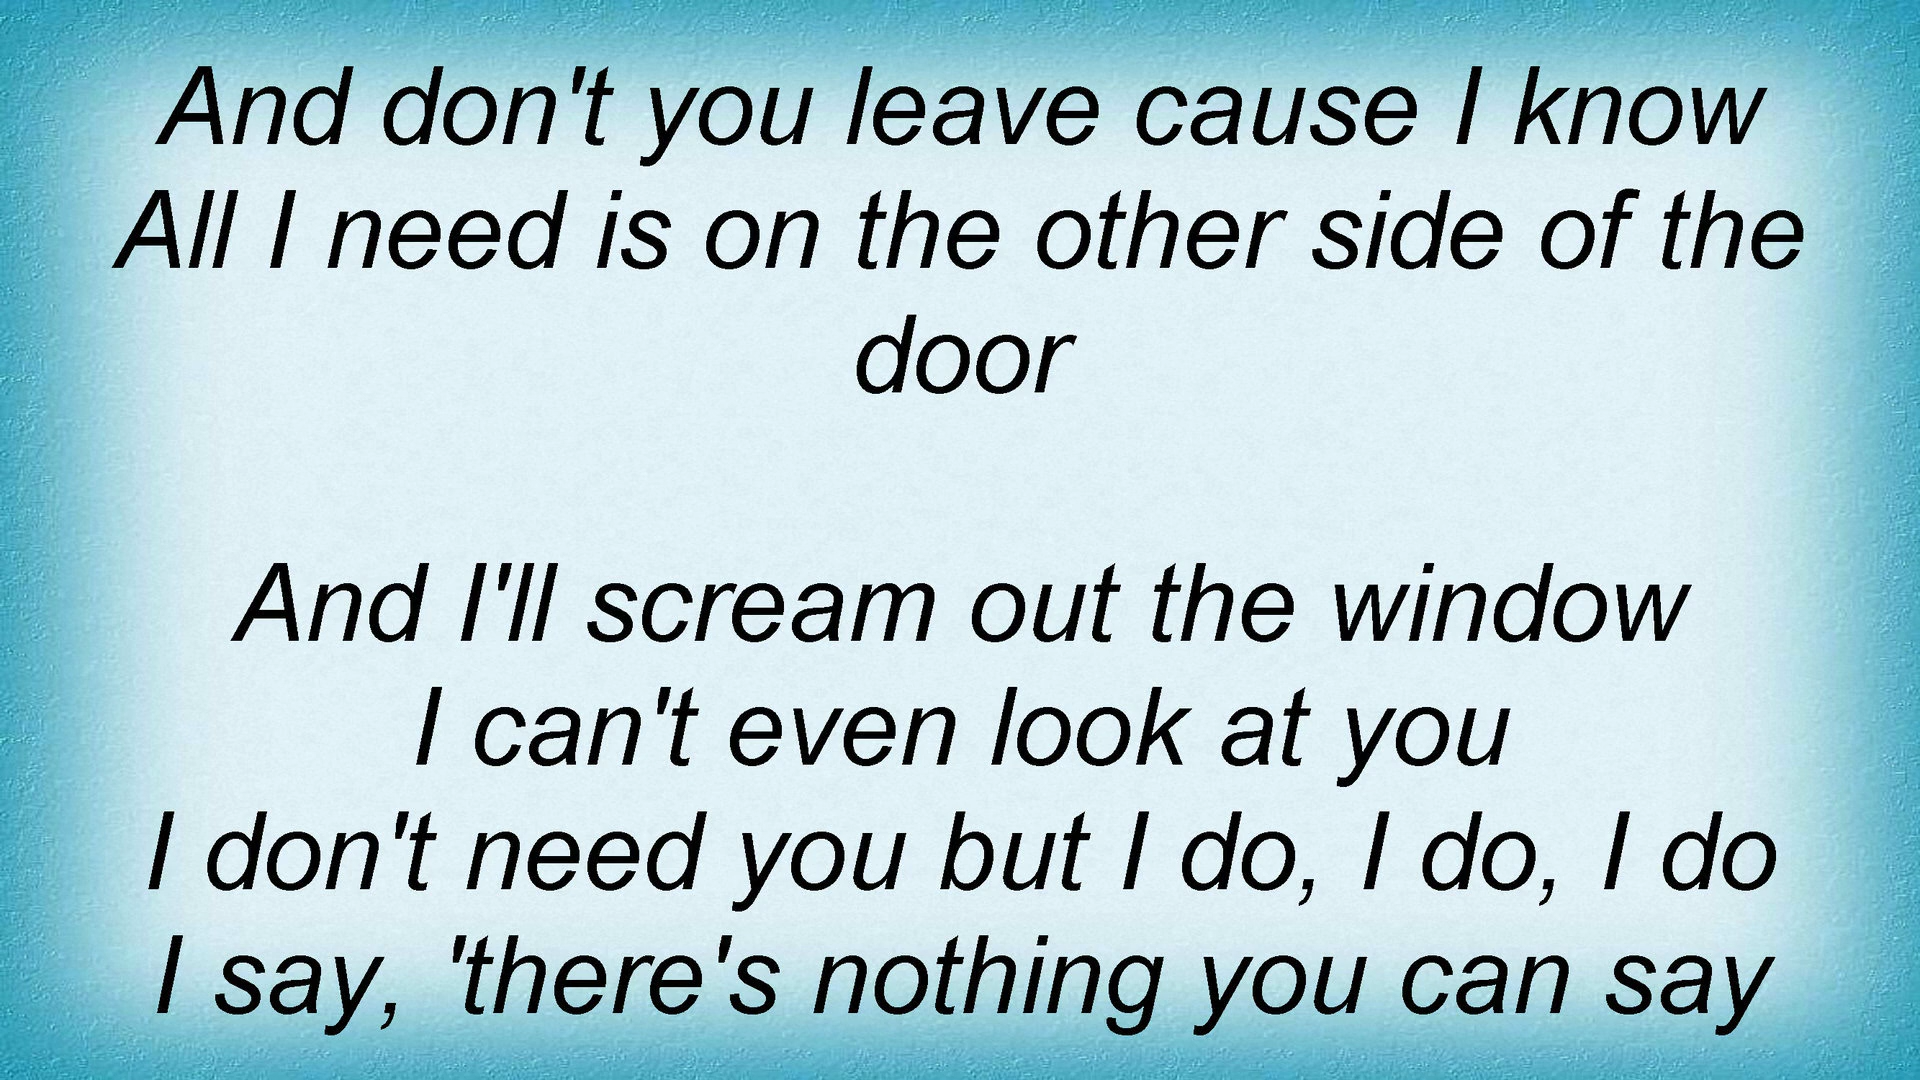 And don't you leave cause I know
All I need is on the other side of the
door
And I'll scream out the window
I can't even look at you
I don't need you but I do, I do, I do
I say, 'there's nothing you can say